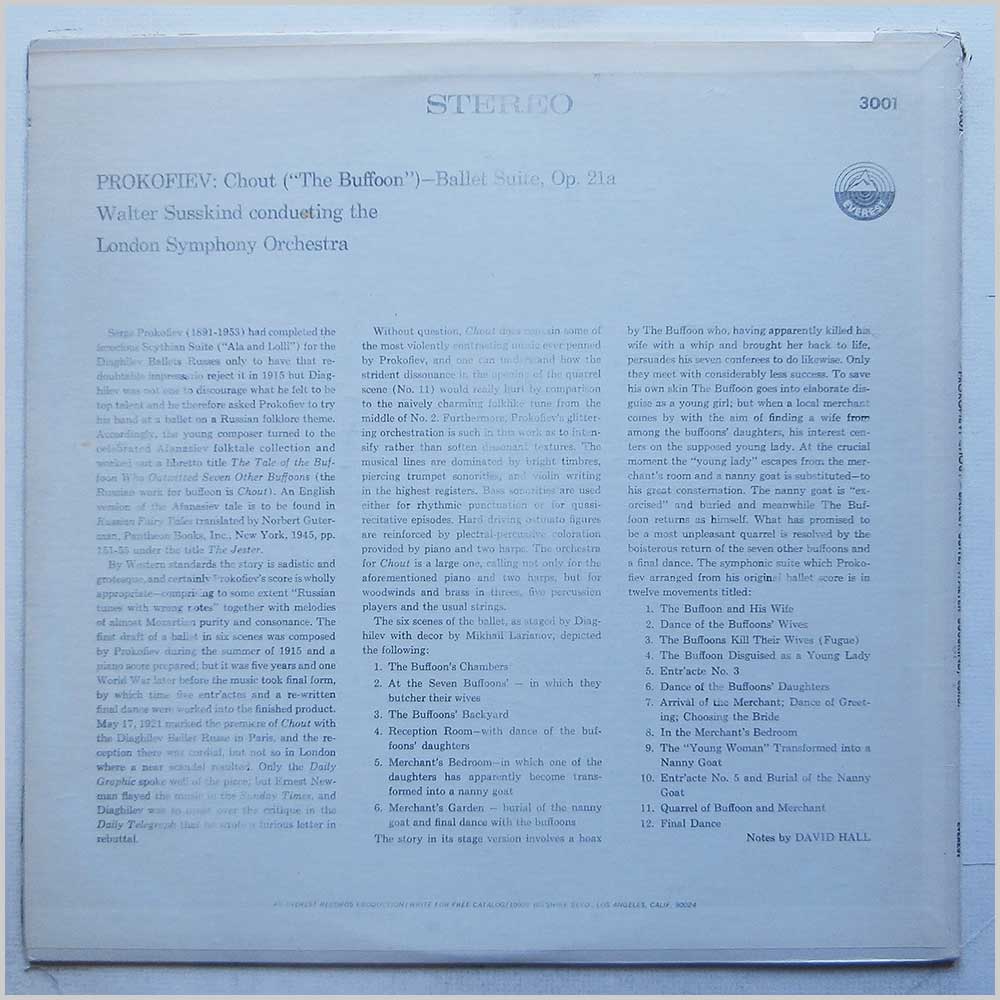 STEREO
3001
EVEREST
PROKOFIEV: Chout ("The Buffoon")—Ballet Suite, Op. 21a
Walter Susskind conducting the
London Symphony Orchestra
Serge Prokofiev (1891-1953) had completed the
ferocious Scythian Suite ("Ala and Lolli") for the
Diaghilev Ballets Russes only to have that re-
doubtable impressario reject it in 1915 but Diag-
hilev was not one to discourage what he felt to be
top talent and he therefore asked Prokofiev to try
his hand at a ballet on a Russian folklore theme.
Accordingly, the young composer turned to the
celebrated Afanasiev folktale collection and
worked out a libretto title The Tale of the Buf-
foon Who Outwitted Seven Other Buffoons (the
Russian work for buffoon is Chout). An English
version of the Afanasiev tale is to be found in
Russian Fairy Tales translated by Norbert Guter-
man, Pantheon Books, Inc., New York, 1945, pp.
151-55 under the title The Jester.
By Western standards the story is sadistic and
grotesque, and certainly Prokofiev's score is wholly
appropriate—comprising to some extent "Russian
tunes with wrong notes" together with melodies
of almost Mozartian purity and consonance. The
first draft of a ballet in six scenes was composed
by Prokofiev during the summer of 1915 and a
piano score prepared; but it was five years and one
World War later before the music took final form,
by which time five entr'actes and a re-written
final dance were worked into the finished product.
May 17, 1921 marked the premiere of Chout with
the Diaghilev Ballet Russe in Paris, and the re-
ception there was cordial, but not so in London
where a near scandal resulted. Only the Daily
Graphic spoke well of the piece; but Ernest New-
man flayed the music in the Sunday Times, and
Diaghilev was so upset over the critique in the
Daily Telegraph that he wrote a furious letter in
rebuttal.
Without question, Chout does contain some of
the most violently contrasting music ever penned
by Prokofiev, and one can understand how the
strident dissonance in the opening of the quarrel
scene (No. 11) would really hurt by comparison
to the naively charming folklike tune from the
middle of No. 2. Furthermore, Prokofiev's glitter-
ing orchestration is such in this work as to inten-
sify rather than soften dissonant textures. The
musical lines are dominated by bright timbres,
piercing trumpet sonorities, and violin writing
in the highest registers. Bass sonorities are used
either for rhythmic punctuation or for quasi-
recitative episodes. Hard driving ostinato figures
are reinforced by plectral-percussive coloration
provided by piano and two harps. The orchestra
for Chout is a large one, calling not only for the
aforementioned piano and two harps, but for
woodwinds and brass in threes, five percussion
players and the usual strings.
The six scenes of the ballet, as staged by Diag-
hilev with decor by Mikhail Larianov, depicted
the following:
1. The Buffoon's Chambers
2. At the Seven Buffoons' — in which they
butcher their wives
3. The Buffoons' Backyard
4. Reception Room—with dance of the buf-
foons' daughters
5. Merchant's Bedroom—in which one of the
daughters has apparently become trans-
formed into a nanny goat
6. Merchant's Garden — burial of the nanny
goat and final dance with the buffoons
The story in its stage version involves a hoax
by The Buffoon who, having apparently killed his
wife with a whip and brought her back to life,
persuades his seven conferees to do likewise. Only
they meet with considerably less success. To save
his own skin The Buffoon goes into elaborate dis-
guise as a young girl; but when a local merchant
comes by with the aim of finding a wife from
among the buffoons' daughters, his interest cen-
ters on the supposed young lady. At the crucial
moment the "young lady" escapes from the mer-
chant's room and a nanny goat is substituted—to
his great consternation. The nanny goat is "ex-
orcised" and buried and meanwhile The Buf-
foon returns as himself. What has promised to
be a most unpleasant quarrel is resolved by the
boisterous return of the seven other buffoons and
a final dance. The symphonic suite which Proko-
fiev arranged from his original ballet score is in
twelve movements titled:
1. The Buffoon and His Wife
2. Dance of the Buffoons' Wives
3. The Buffoons Kill Their Wives (Fugue)
4. The Buffoon Disguised as a Young Lady
5. Entr'acte No. 3
6. Dance of the Buffoons' Daughters
7. Arrival of the Merchant; Dance of Greet-
ing; Choosing the Bride
8. In the Merchant's Bedroom
9. The "Young Woman" Transformed into a
Nanny Goat
10. Entr'acte No. 5 and Burial of the Nanny
Goat
11. Quarrel of Buffoon and Merchant
12. Final Dance
Notes by DAVID HALL
AN EVEREST RECORDS PRODUCTION/WRITE FOR FREE CATALOG/10920 WILSHIRE BLVD., LOS ANGELES, CALIF. 90024